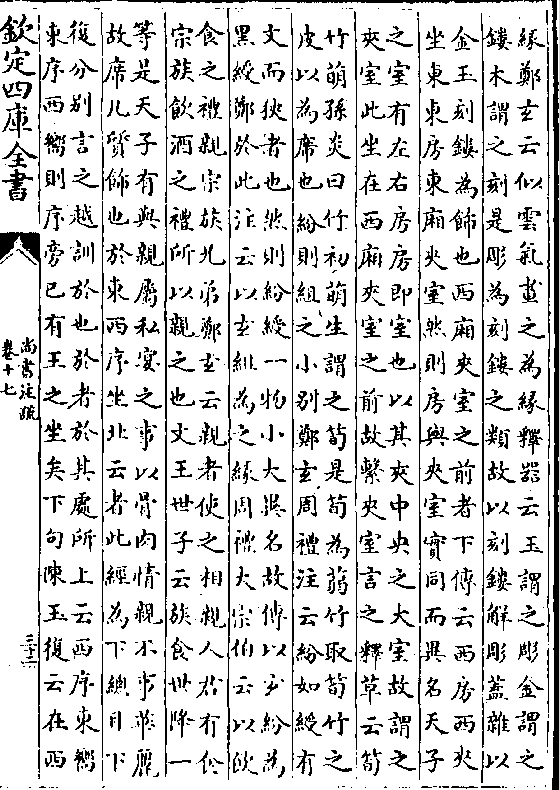 緣鄭玄云似雲氣畫之為緣釋器云玉謂之彫金謂之
鏤木謂之刻是彫為刻鏤之類故以刻鏤解彫蓋雜以
金玉刻鏤為飾也西廂夾室之前者下傳云西房西夾
坐東東房東廂夾室然則房與夾室實同而異名天子
之室有左右房房即室也以其夾中央之大室故謂之
夾室此坐在西廂夾室之前故繫夾室言之釋草云筍
竹萌孫炎曰竹初萌生謂之筍是筍為蒻竹取筍竹之
皮以為席也紛則組之小别鄭玄周禮注云紛如綬有
文而狹者也然則紛綬一物小大異名故傳以玄紛為
黑綬鄭於此注云以玄組為之緣周禮大宗伯云以飲
食之禮親宗族兄弟鄭玄云親者使之相親人君有食
宗族飲酒之禮所以親之也文王世子云族食世降一
等是天子有與親屬私宴之事以骨肉情親不事華麗
故席几質飾也於東西序坐北云者此經為下總目下
復分别言之越訓於也於者於其處所上云西序東嚮
東序西嚮則序旁已有王之坐矣下句陳玉復云在西
欽定四庫全書
尚書注疏
卷十七
三十二